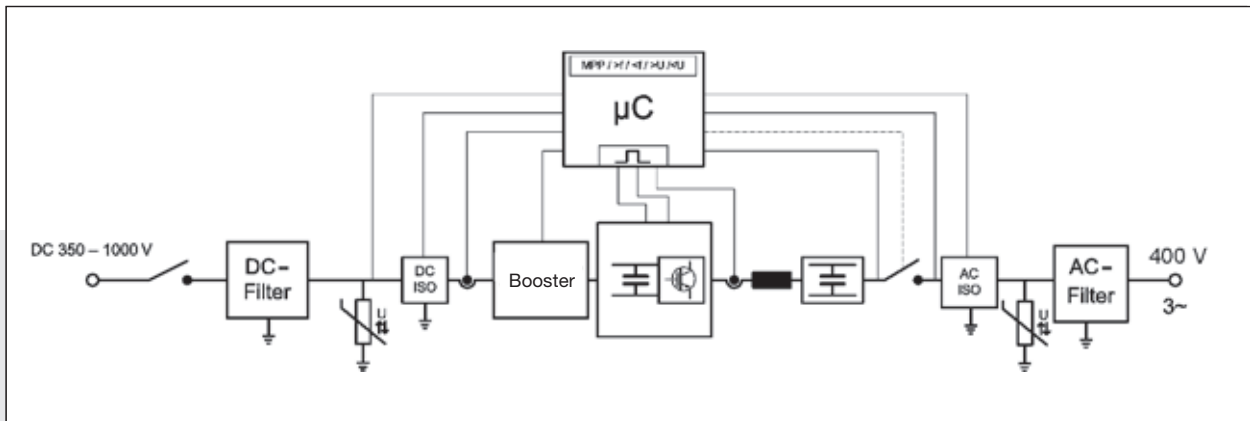 MPP / >f / <f / >U /<U
µC
DC 350 – 1000 V
DC-
Filter
U
DC
ISO
Booster
AC
ISO
U
AC-
Filter
400 V
3~